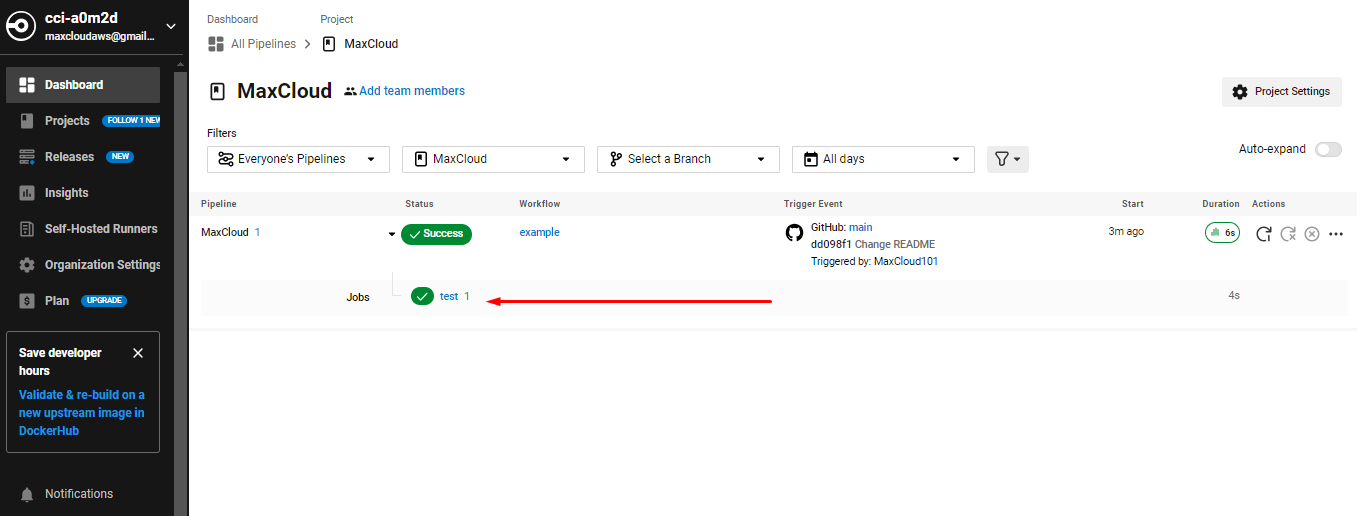 cci-a0m2d
maxcloudaws@gmail...
Dashboard
Projects FOLLOW 1 NEW
Releases NEW
Insights
Self-Hosted Runners
Organization Settings
Plan UPGRADE
Save developer
hours
Validate & re-build on a
new upstream image in
DockerHub
Notifications
Dashboard Project
All Pipelines MaxCloud
MaxCloud Add team members
Project Settings
Filters
Everyone's Pipelines MaxCloud Select a Branch All days
Auto-expand
Pipeline Status Workflow Trigger Event Start Duration Actions
MaxCloud 1 Success example GitHub: main 3m ago 6s
dd098f1 Change README
Triggered by: MaxCloud101
Jobs test 1 4s